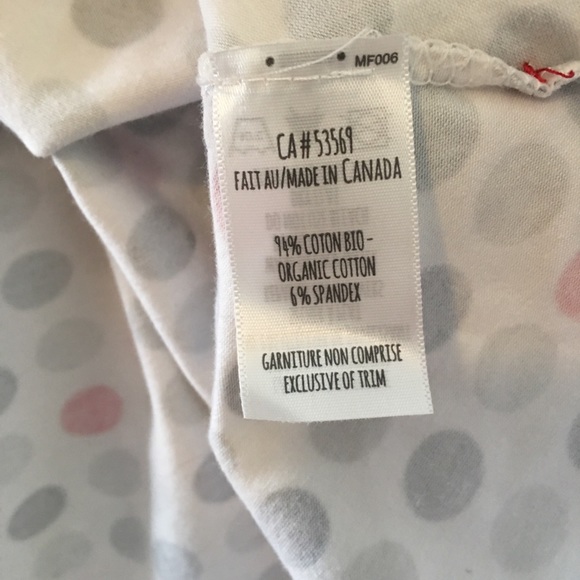 MF006
CA#53569
FAIT AU/MADE IN CANADA
94% COTON BIO-
ORGANIC COTTON
6% SPANDEX
GARNITURE NON COMPRISE
EXCLUSIVE OF TRIM